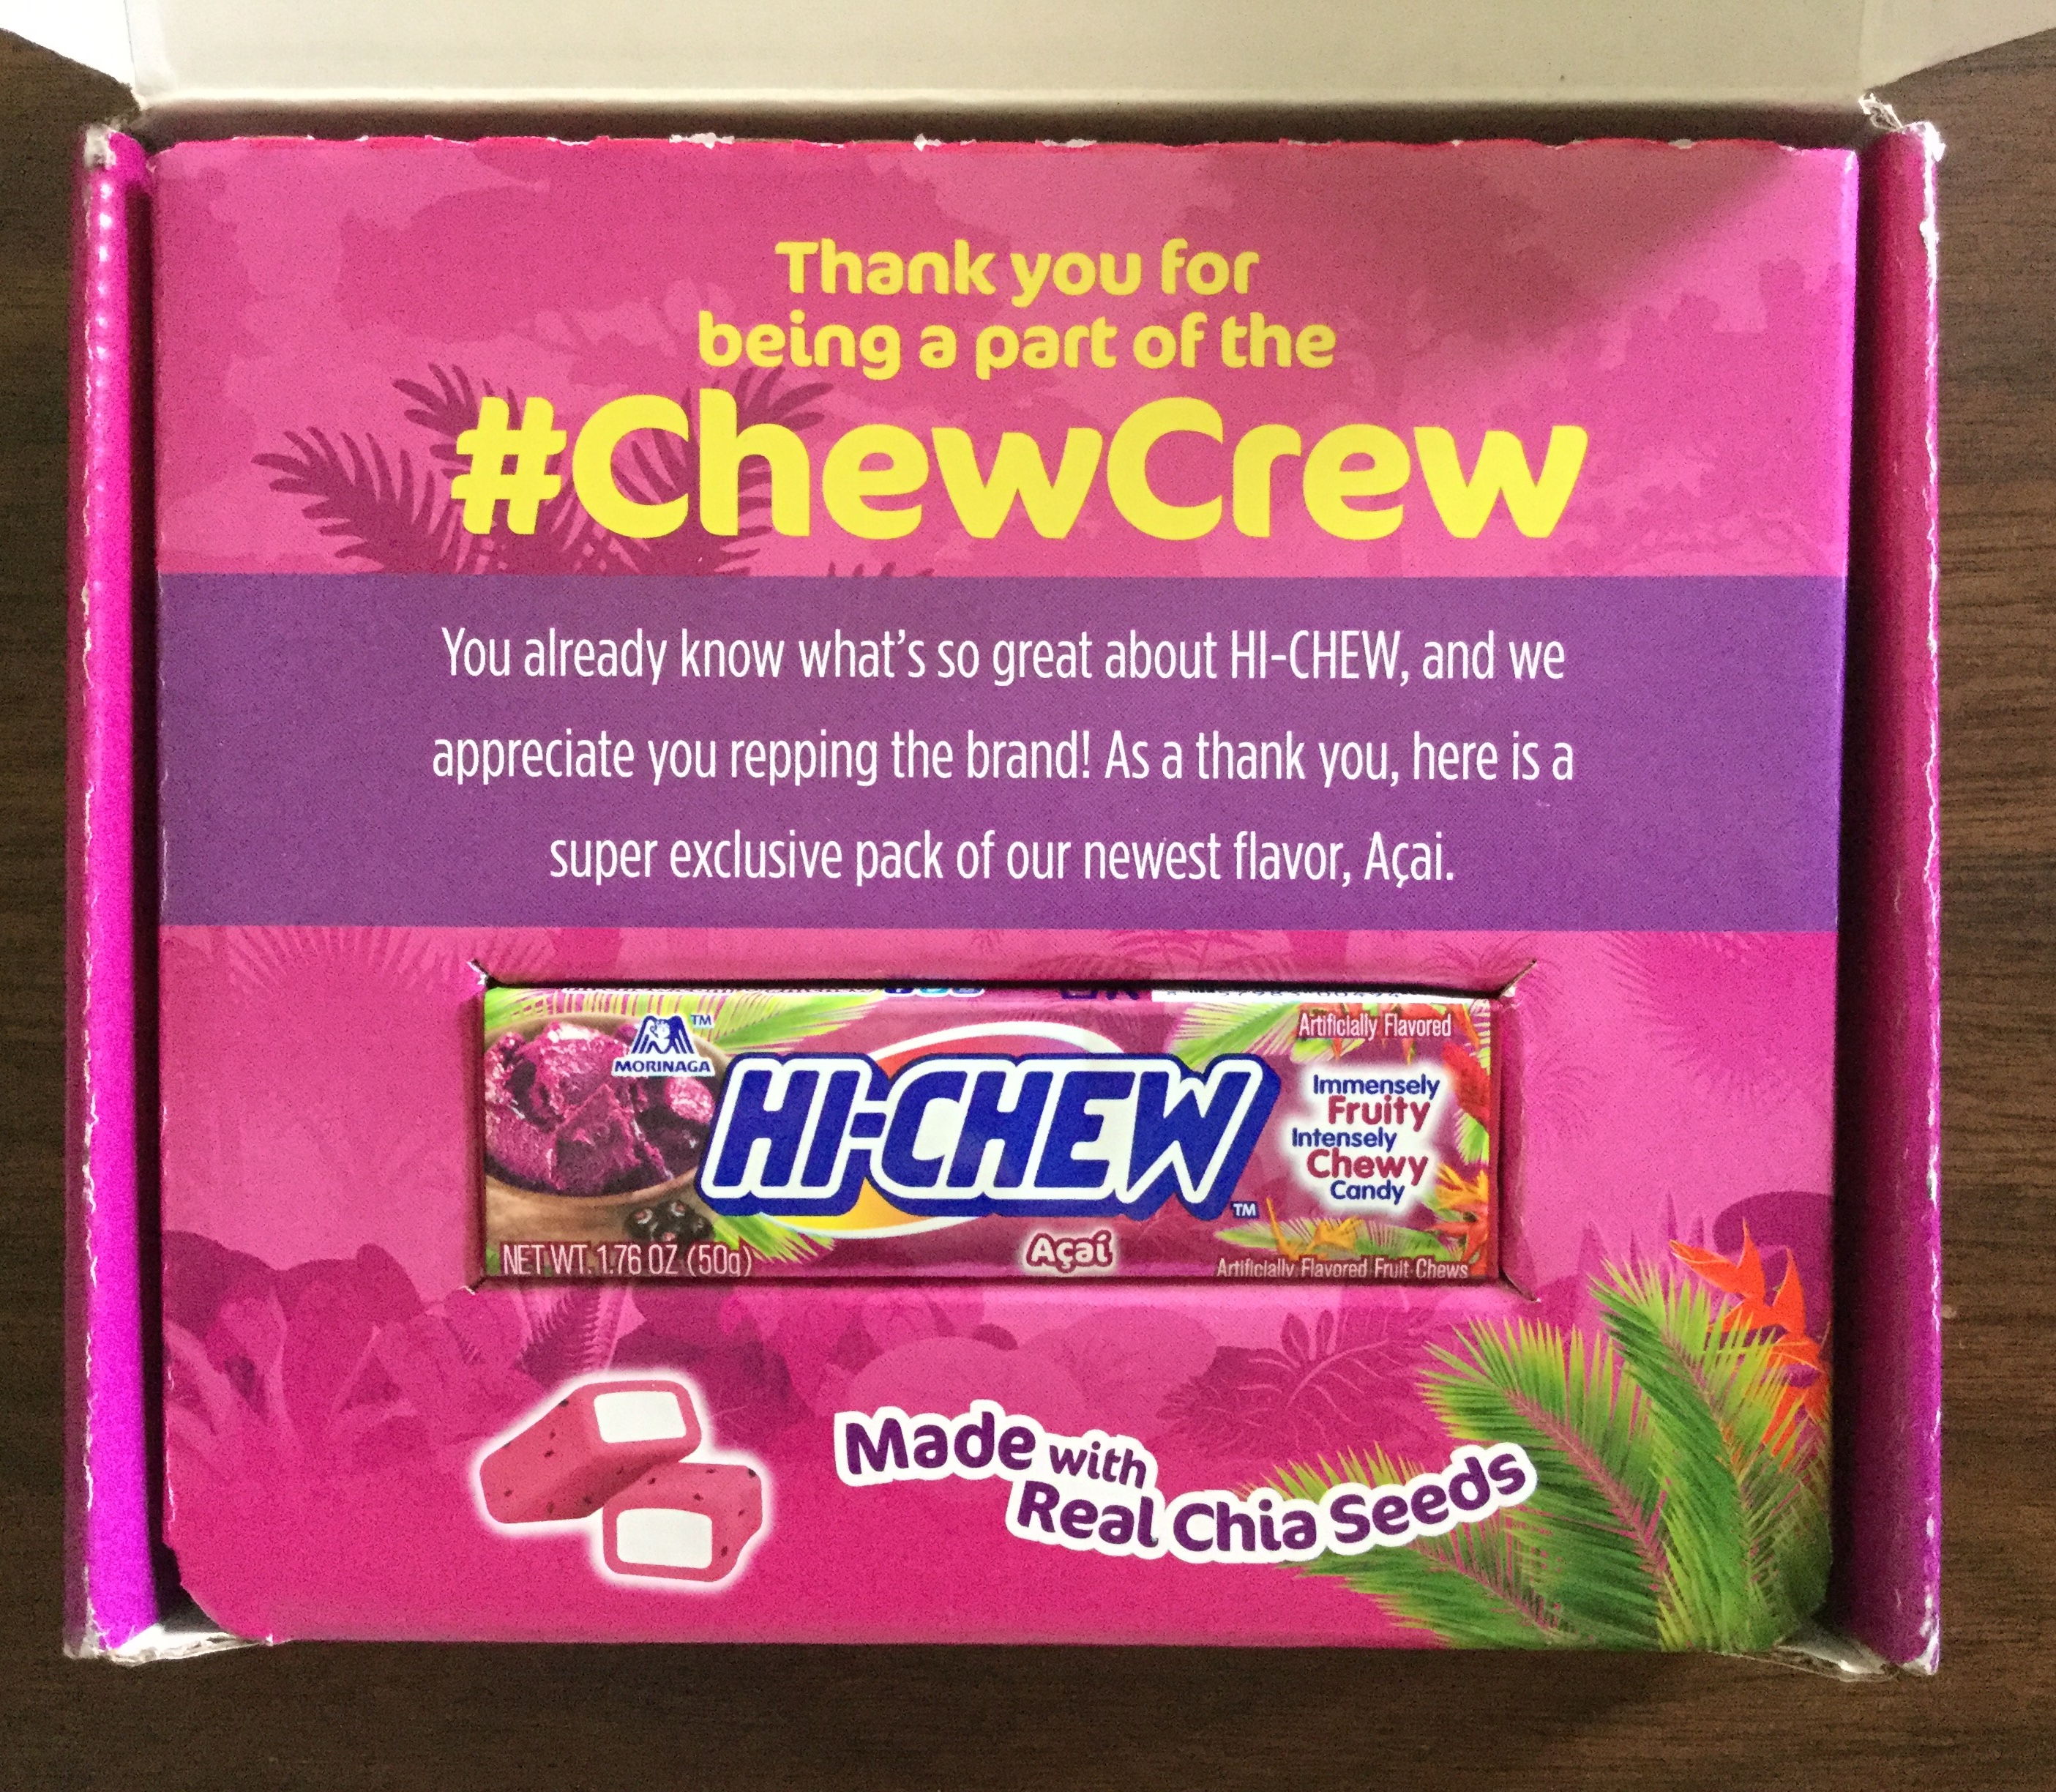 Thank you for
being a part of the
#ChewCrew
You already know what's so great about HI-CHEW, and we
appreciate you repping the brand! As a thank you, here is a
super exclusive pack of our newest flavor, Açai.
TM
MORINAGA
HI-CHEW
TM
Artificially Flavored
Immensely
Fruity
Intensely
Chewy
Candy
NET WT. 1.76 OZ (50g)
Açaí
Artificially Flavored Fruit Chews
Made with
Real Chia Seeds